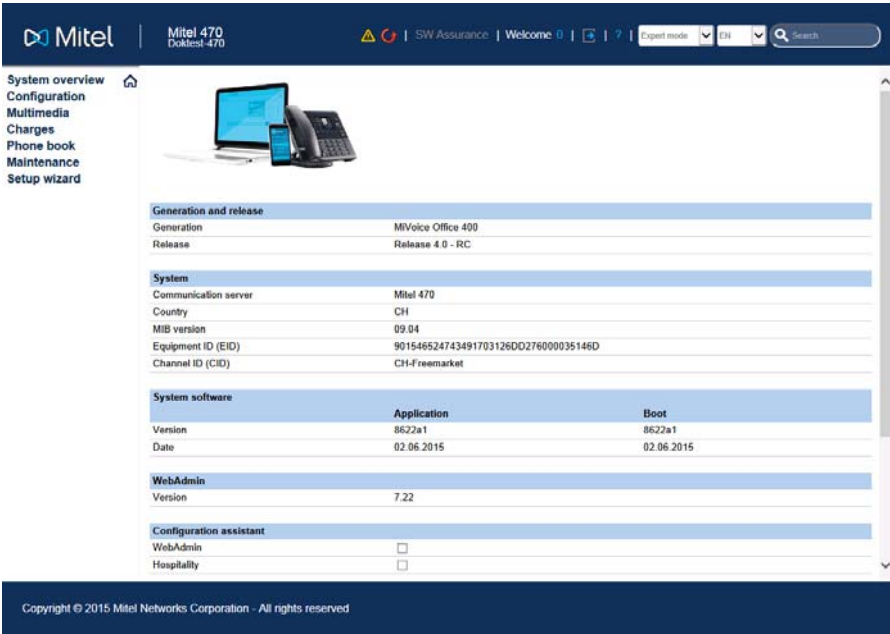 Mitel
Mitel 470
Doktest-470
SW Assurance | Welcome 0 | | ? | Expert mode EN Search
System overview
Configuration
Multimedia
Charges
Phone book
Maintenance
Setup wizard
Generation and release
Generation MiVoice Office 400
Release Release 4.0 - RC
System
Communication server Mitel 470
Country CH
MIB version 09.04
Equipment ID (EID) 901546524743491703126DD276000035146D
Channel ID (CID) CH-Freemarket
System software
Application Boot
Version 8622a1 8622a1
Date 02.06.2015 02.06.2015
WebAdmin
Version 7.22
Configuration assistant
WebAdmin
Hospitality
Copyright © 2015 Mitel Networks Corporation - All rights reserved